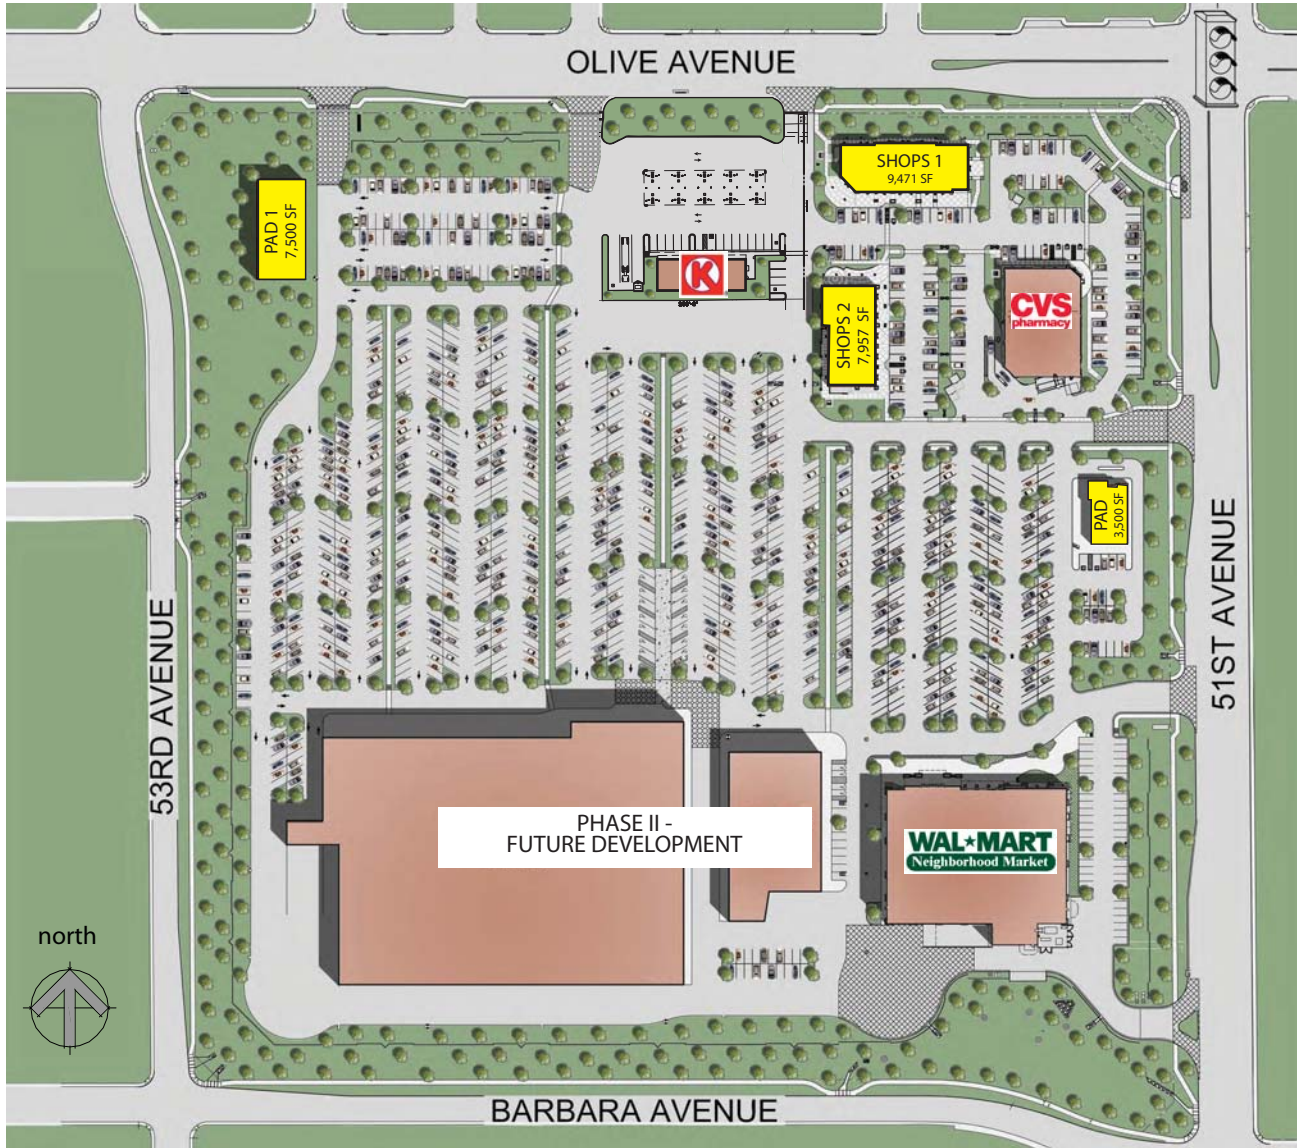 OLIVE AVENUE
SHOPS 1
9,471 SF
PAD 1
7,500 SF
K
SHOPS 2
7,957 SF
CVS
pharmacy
PAD
3,500 SF
53RD AVENUE
51ST AVENUE
PHASE II -
FUTURE DEVELOPMENT
WAL★MART
Neighborhood Market
north
BARBARA AVENUE